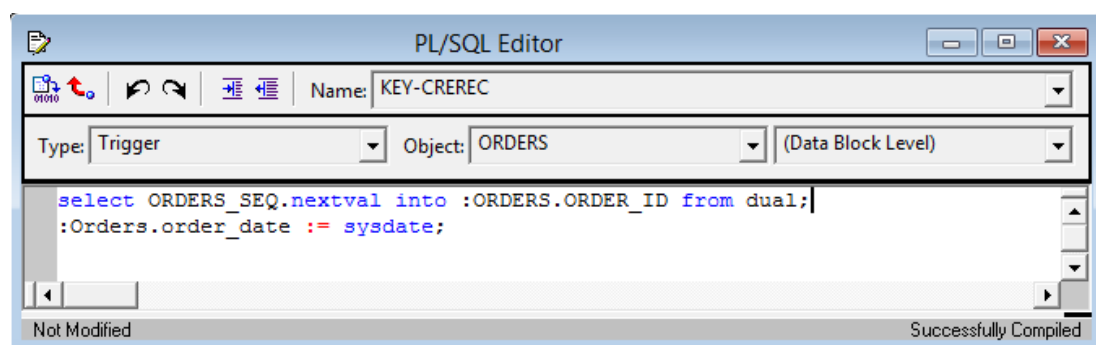 PL/SQL Editor
01010 Name: KEY-CREREC
Type: Trigger Object: ORDERS (Data Block Level)
select ORDERS_SEQ.nextval into :ORDERS.ORDER_ID from dual;
:Orders.order_date := sysdate;
Not Modified Successfully Compiled